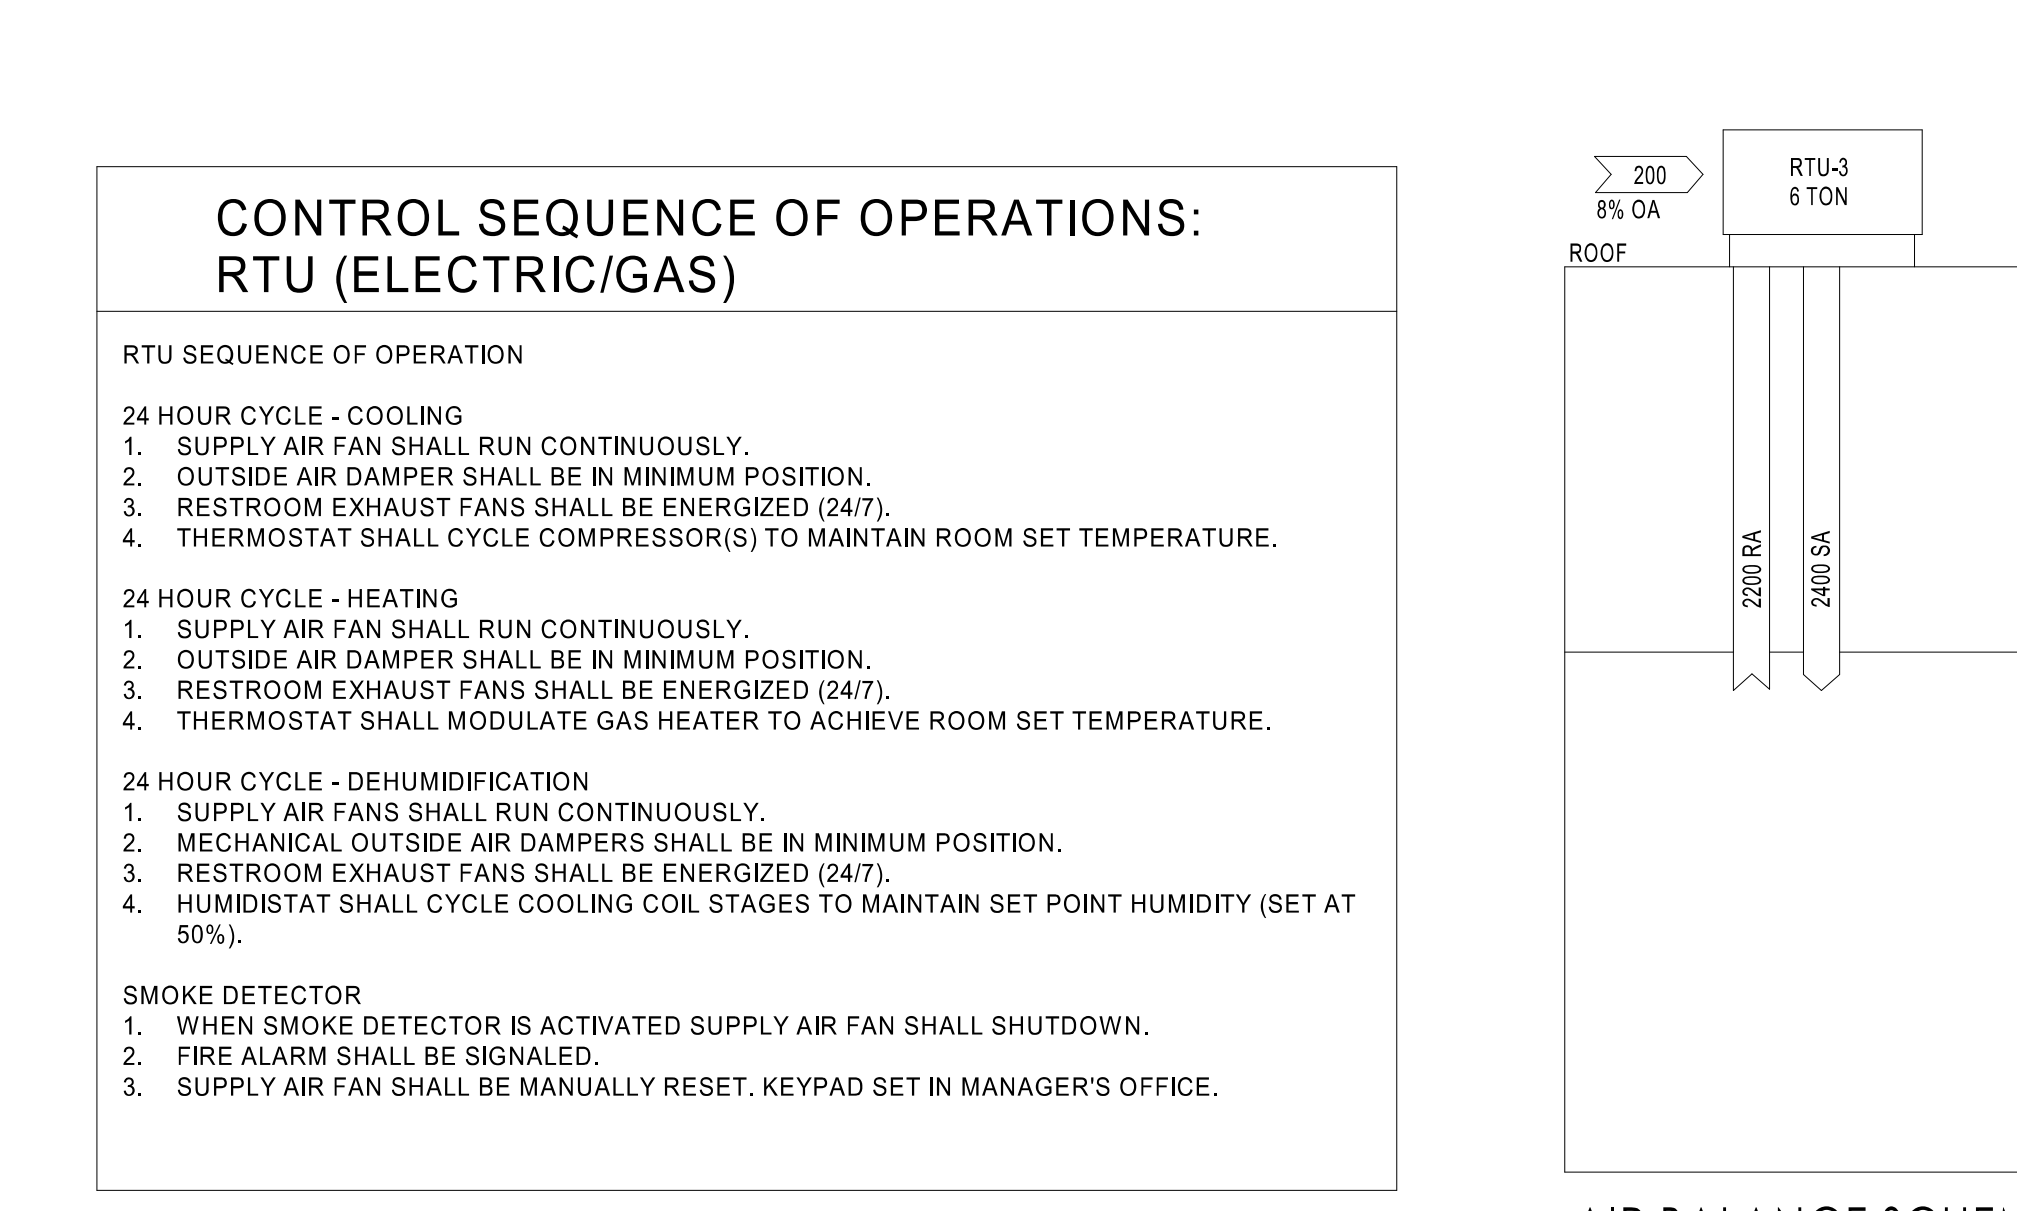 CONTROL SEQUENCE OF OPERATIONS:
RTU (ELECTRIC/GAS)
RTU SEQUENCE OF OPERATION
24 HOUR CYCLE - COOLING
1. SUPPLY AIR FAN SHALL RUN CONTINUOUSLY.
2. OUTSIDE AIR DAMPER SHALL BE IN MINIMUM POSITION.
3. RESTROOM EXHAUST FANS SHALL BE ENERGIZED (24/7).
4. THERMOSTAT SHALL CYCLE COMPRESSOR(S) TO MAINTAIN ROOM SET TEMPERATURE.
24 HOUR CYCLE - HEATING
1. SUPPLY AIR FAN SHALL RUN CONTINUOUSLY.
2. OUTSIDE AIR DAMPER SHALL BE IN MINIMUM POSITION.
3. RESTROOM EXHAUST FANS SHALL BE ENERGIZED (24/7).
4. THERMOSTAT SHALL MODULATE GAS HEATER TO ACHIEVE ROOM SET TEMPERATURE.
24 HOUR CYCLE - DEHUMIDIFICATION
1. SUPPLY AIR FANS SHALL RUN CONTINUOUSLY.
2. MECHANICAL OUTSIDE AIR DAMPERS SHALL BE IN MINIMUM POSITION.
3. RESTROOM EXHAUST FANS SHALL BE ENERGIZED (24/7).
4. HUMIDISTAT SHALL CYCLE COOLING COIL STAGES TO MAINTAIN SET POINT HUMIDITY (SET AT
50%).
SMOKE DETECTOR
1. WHEN SMOKE DETECTOR IS ACTIVATED SUPPLY AIR FAN SHALL SHUTDOWN.
2. FIRE ALARM SHALL BE SIGNALED.
3. SUPPLY AIR FAN SHALL BE MANUALLY RESET. KEYPAD SET IN MANAGER'S OFFICE.
200
8% OA
RTU-3
6 TON
ROOF
2200 RA
2400 SA
AIR BALANCE